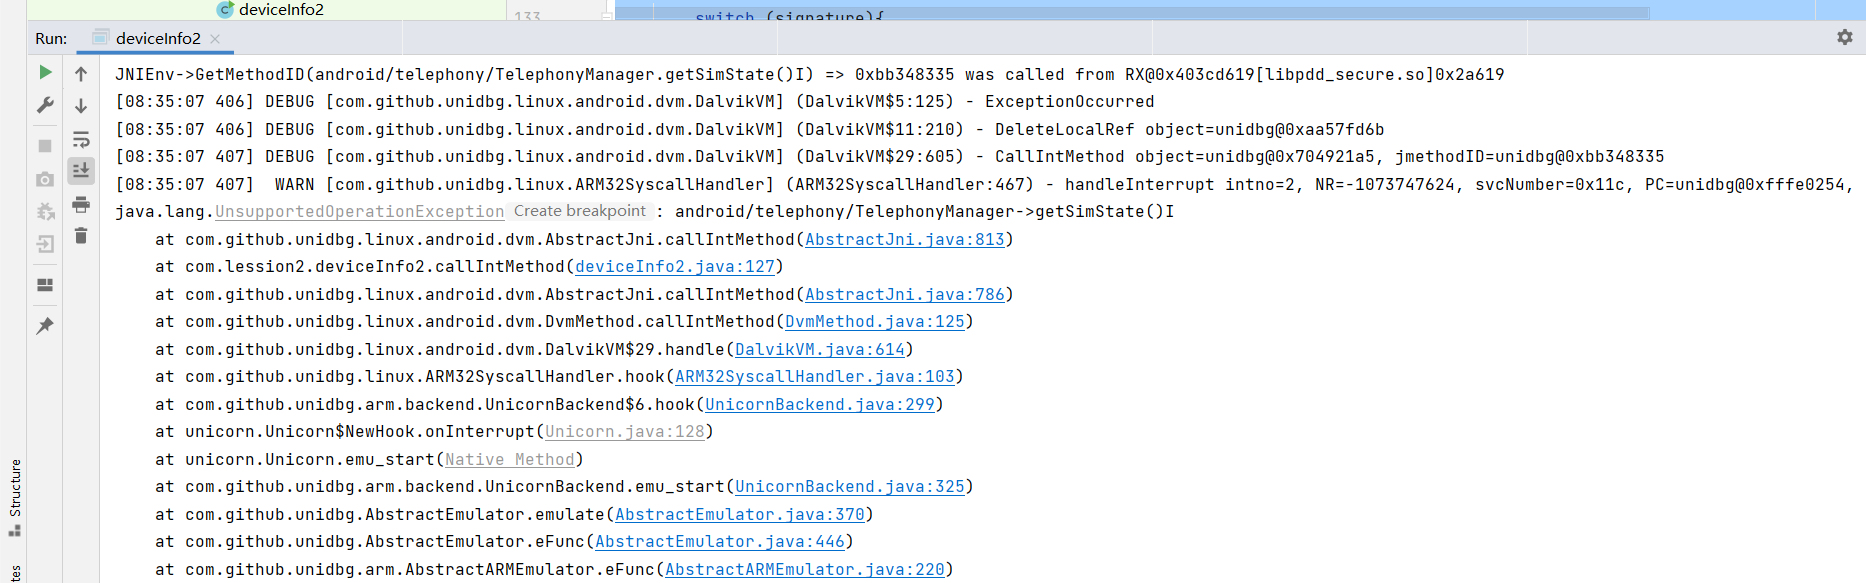 deviceInfo2
133
switch (signature){
Run: deviceInfo2
JNIEnv->GetMethodID(android/telephony/TelephonyManager.getSimState()I) => 0xbb348335 was called from RX@0x403cd619[libpdd_secure.so]0x2a619
[08:35:07 406] DEBUG [com.github.unidbg.linux.android.dvm.DalvikVM] (DalvikVM$5:125) - ExceptionOccurred
[08:35:07 406] DEBUG [com.github.unidbg.linux.android.dvm.DalvikVM] (DalvikVM$11:210) - DeleteLocalRef object=unidbg@0xaa57fd6b
[08:35:07 407] DEBUG [com.github.unidbg.linux.android.dvm.DalvikVM] (DalvikVM$29:605) - CallIntMethod object=unidbg@0x704921a5, jmethodID=unidbg@0xbb348335
[08:35:07 407]  WARN [com.github.unidbg.linux.ARM32SyscallHandler] (ARM32SyscallHandler:467) - handleInterrupt intno=2, NR=-1073747624, svcNumber=0x11c, PC=unidbg@0xfffe0254,
java.lang.UnsupportedOperationException Create breakpoint : android/telephony/TelephonyManager->getSimState()I
at com.github.unidbg.linux.android.dvm.AbstractJni.callIntMethod(AbstractJni.java:813)
at com.lession2.deviceInfo2.callIntMethod(deviceInfo2.java:127)
at com.github.unidbg.linux.android.dvm.AbstractJni.callIntMethod(AbstractJni.java:786)
at com.github.unidbg.linux.android.dvm.DvmMethod.callIntMethod(DvmMethod.java:125)
at com.github.unidbg.linux.android.dvm.DalvikVM$29.handle(DalvikVM.java:614)
at com.github.unidbg.linux.ARM32SyscallHandler.hook(ARM32SyscallHandler.java:103)
at com.github.unidbg.arm.backend.UnicornBackend$6.hook(UnicornBackend.java:299)
at unicorn.Unicorn$NewHook.onInterrupt(Unicorn.java:128)
at unicorn.Unicorn.emu_start(Native Method)
at com.github.unidbg.arm.backend.UnicornBackend.emu_start(UnicornBackend.java:325)
at com.github.unidbg.AbstractEmulator.emulate(AbstractEmulator.java:370)
at com.github.unidbg.AbstractEmulator.eFunc(AbstractEmulator.java:446)
at com.github.unidbg.arm.AbstractARMEmulator.eFunc(AbstractARMEmulator.java:220)
Structure